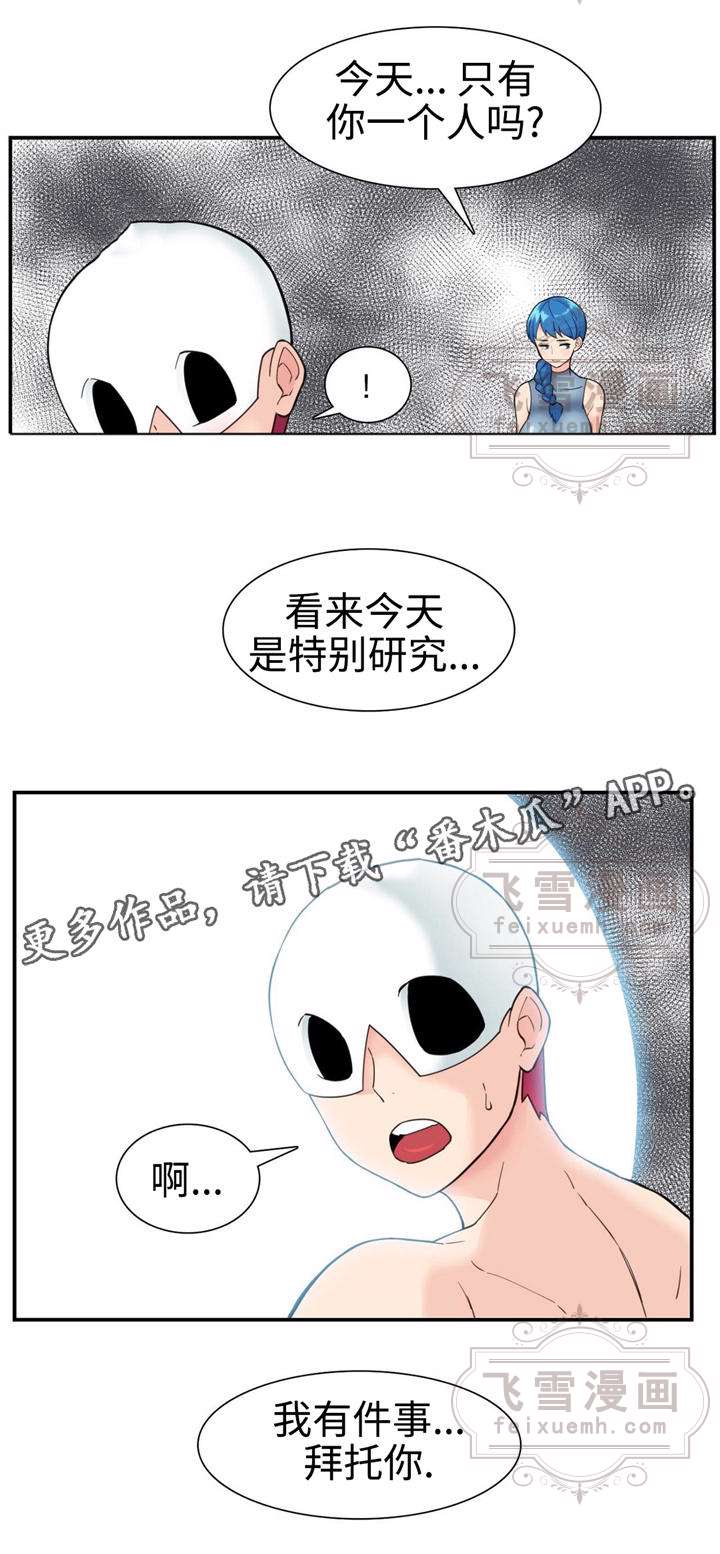 今天... 只有
你一个人吗?
!
飞雪漫画
feixuemh.com
看来今天
是特别研究...
更多作品，请下载“番木瓜”APP。
飞雪漫画
feixuemh.com
啊...
飞雪漫画
feixuemh.com
我有件事...
拜托你.